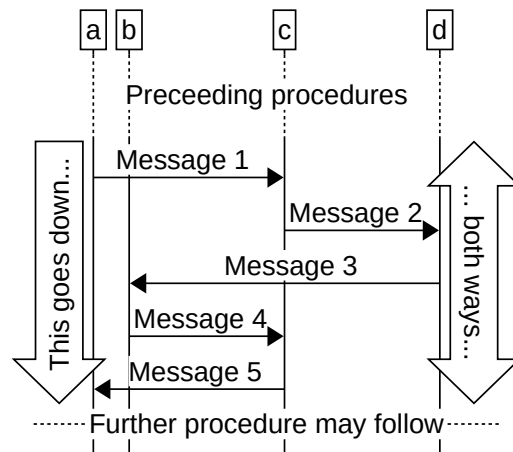 a b c d
Preceeding procedures
Message 1
Message 2
Message 3
Message 4
Message 5
This goes down...
... both ways...
Further procedure may follow